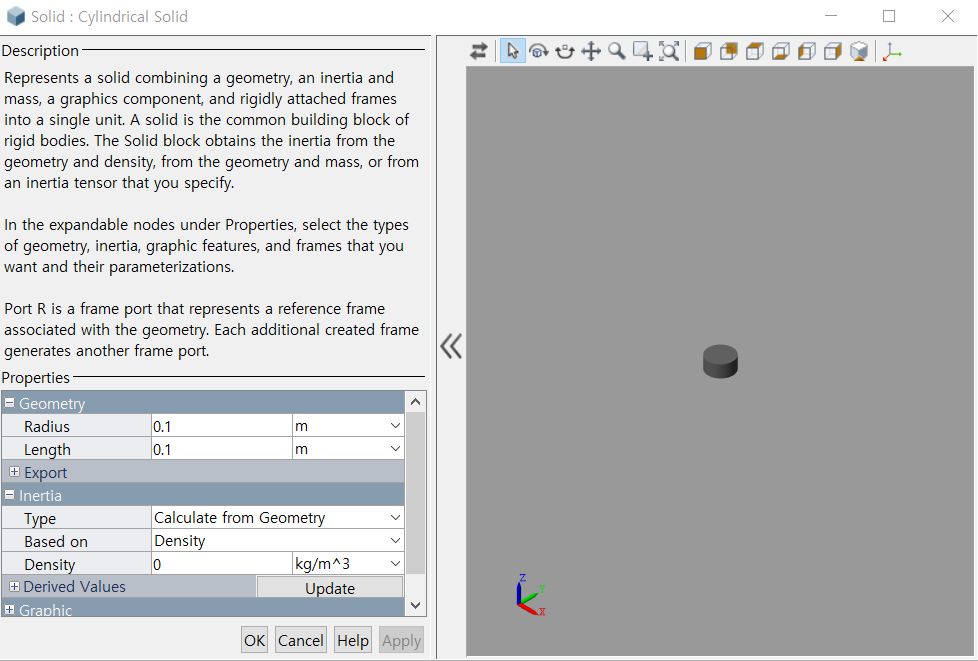 Solid : Cylindrical Solid
Description
Represents a solid combining a geometry, an inertia and
mass, a graphics component, and rigidly attached frames
into a single unit. A solid is the common building block of
rigid bodies. The Solid block obtains the inertia from the
geometry and density, from the geometry and mass, or from
an inertia tensor that you specify.
In the expandable nodes under Properties, select the types
of geometry, inertia, graphic features, and frames that you
want and their parameterizations.
Port R is a frame port that represents a reference frame
associated with the geometry. Each additional created frame
generates another frame port.
Properties
Geometry
Radius 0.1 m
Length 0.1 m
Export
Inertia
Type Calculate from Geometry
Based on Density
Density 0 kg/m^3
Derived Values Update
Graphic
OK Cancel Help Apply
Z
Y
X